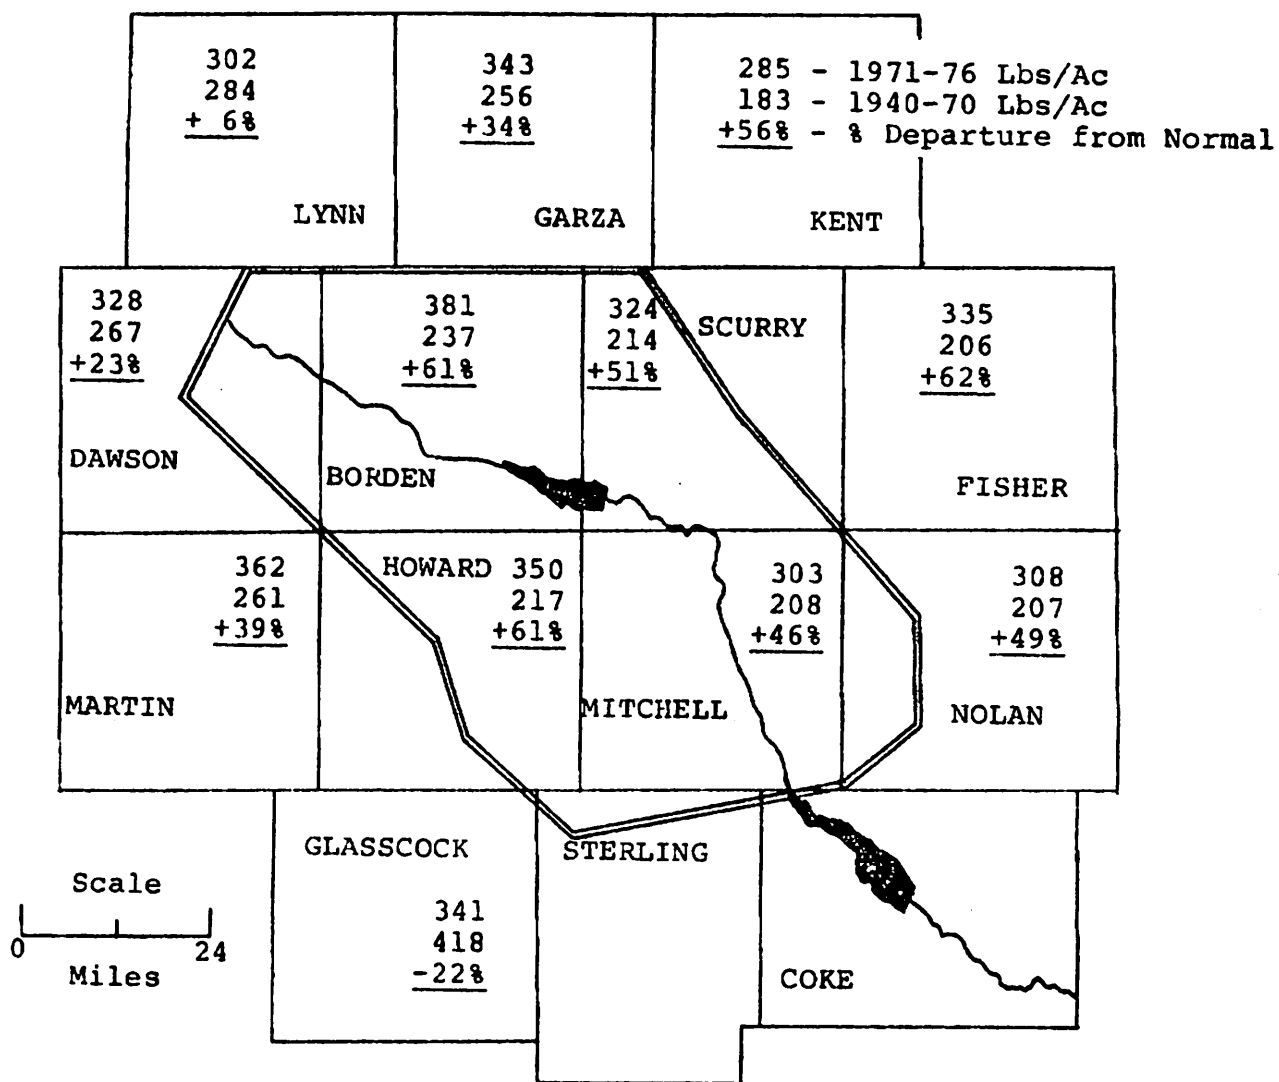 302
284
+ 6%
LYNN
343
256
+34%
GARZA
285 - 1971-76 Lbs/Ac
183 - 1940-70 Lbs/Ac
+56% - % Departure from Normal
KENT
328
267
+23%
DAWSON
381
237
+61%
BORDEN
324
214
+51%
SCURRY
335
206
+62%
FISHER
362
261
+39%
MARTIN
HOWARD 350
217
+61%
303
208
+46%
MITCHELL
308
207
+49%
NOLAN
GLASSCOCK
341
418
-22%
STERLING
COKE
Scale
0 24
Miles